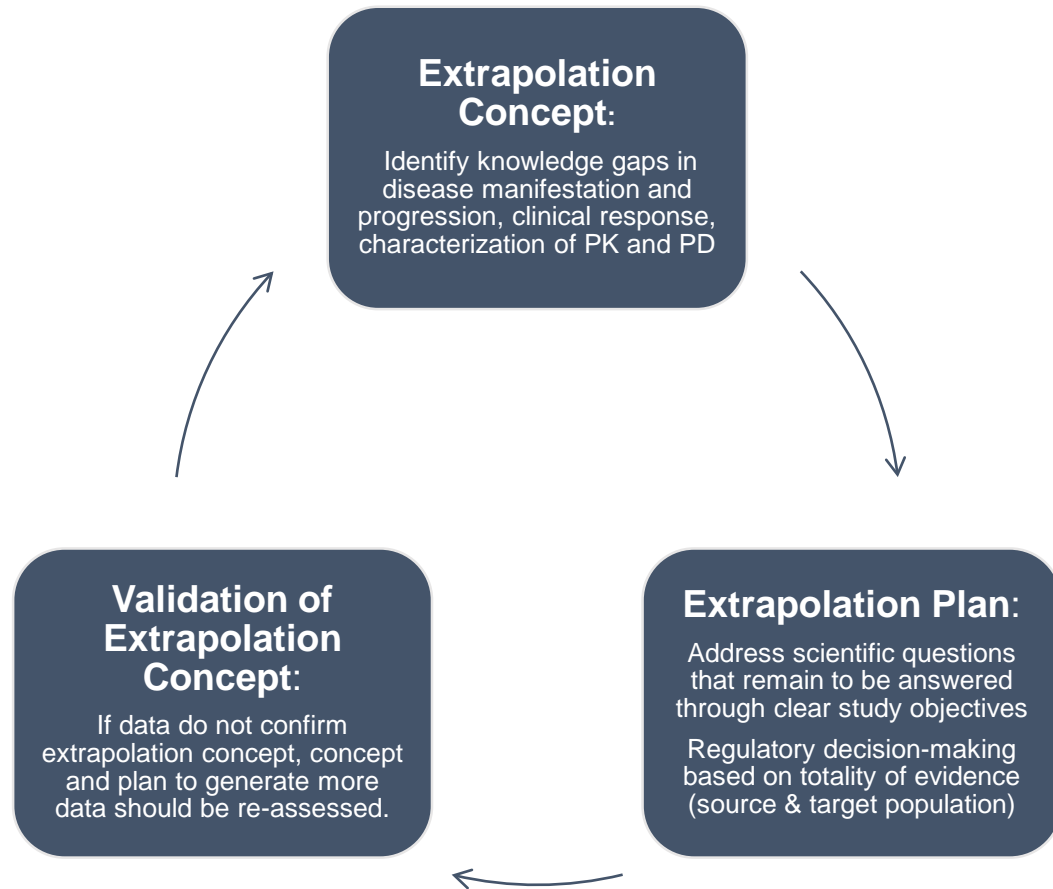 Extrapolation
Concept:
Identify knowledge gaps in
disease manifestation and
progression, clinical response,
characterization of PK and PD
Extrapolation Plan:
Address scientific questions
that remain to be answered
through clear study objectives
Regulatory decision-making
based on totality of evidence
(source & target population)
Validation of
Extrapolation
Concept:
If data do not confirm
extrapolation concept, concept
and plan to generate more
data should be re-assessed.